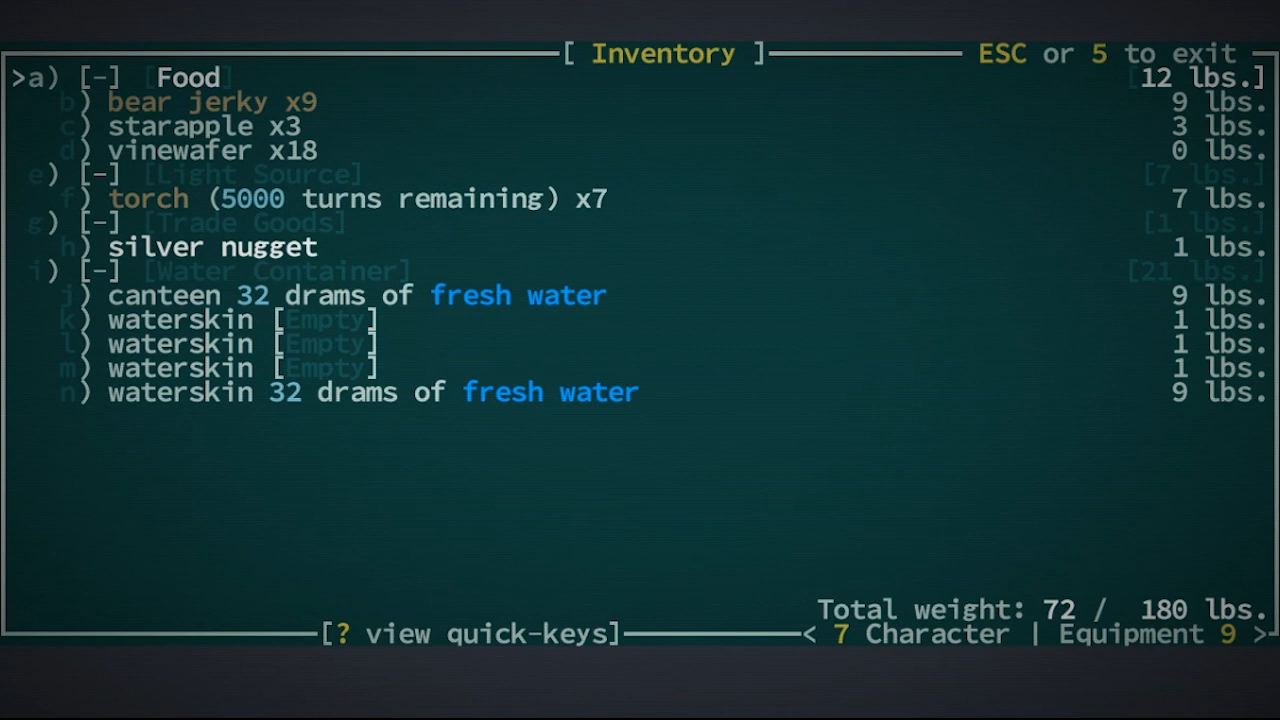 [ Inventory ] ESC or 5 to exit
>a) [-] [Food] [12 lbs.]
b) bear jerky x9 9 lbs.
c) starapple x3 3 lbs.
d) vinewafer x18 0 lbs.
e) [-] [Light Source] [7 lbs.]
f) torch (5000 turns remaining) x7 7 lbs.
g) [-] [Trade Goods] [1 lbs.]
h) silver nugget 1 lbs.
i) [-] [Water Container] [21 lbs.]
j) canteen 32 drams of fresh water 9 lbs.
k) waterskin [Empty] 1 lbs.
l) waterskin [Empty] 1 lbs.
m) waterskin [Empty] 1 lbs.
n) waterskin 32 drams of fresh water 9 lbs.
Total weight: 72 / 180 lbs.
[? view quick-keys] < 7 Character | Equipment 9 >